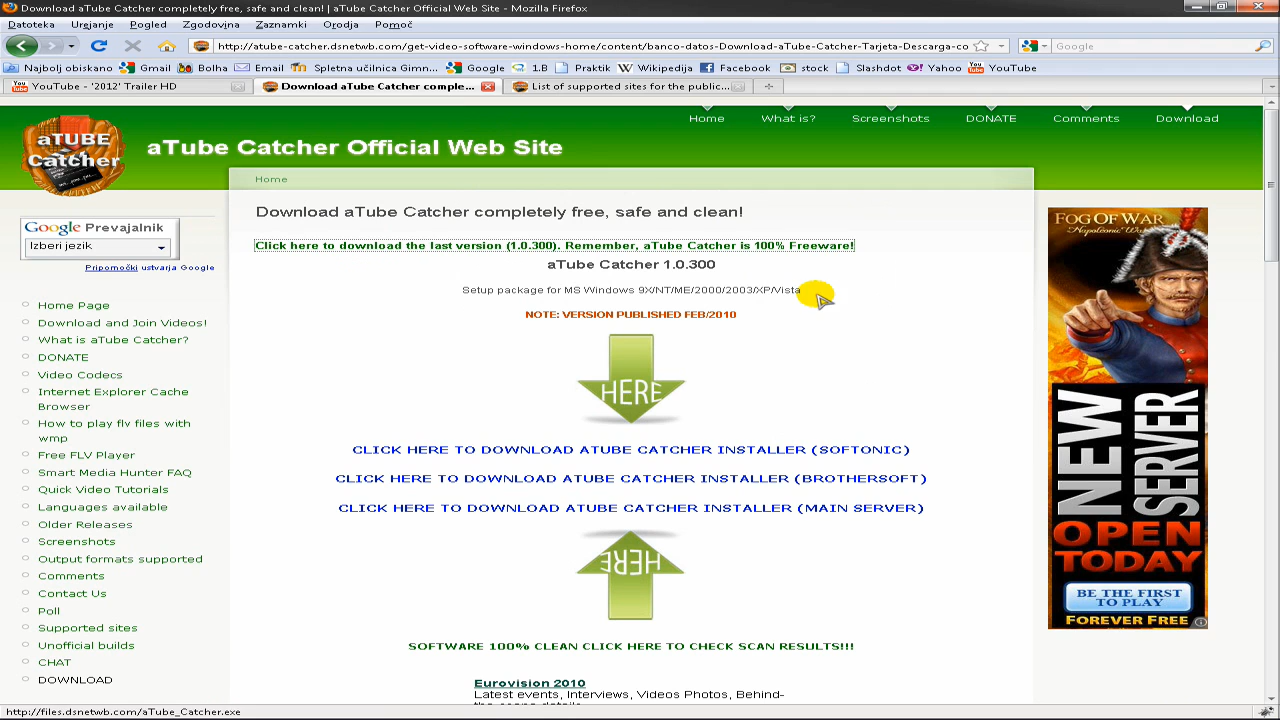 Download aTube Catcher completely free, safe and clean! | aTube Catcher Official Web Site - Mozilla Firefox
Datoteka Urejanje Pogled Zgodovina Zaznamki Orodja Pomoč
http://atube-catcher.dsnetwb.com/get-video-software-windows-home/content/banco-datos-Download-aTube-Catcher-Tarjeta-Descarga-co
Google
Najbolj obiskano Gmail Bolha Email Spletna učilnica Gimn... Google 1.B Praktik Wikipedija Facebook stock Slashdot Yahoo YouTube
YouTube - '2012' Trailer HD
Download aTube Catcher comple...
List of supported sites for the public...
Home What is? Screenshots DONATE Comments Download
aTUBE
Catcher
aTube Catcher Official Web Site
Home
Google Prevajalnik
Izberi jezik
Pripomočki ustvarja Google
Home Page
Download and Join Videos!
What is aTube Catcher?
DONATE
Video Codecs
Internet Explorer Cache
Browser
How to play flv files with
wmp
Free FLV Player
Smart Media Hunter FAQ
Quick Video Tutorials
Languages available
Older Releases
Screenshots
Output formats supported
Comments
Contact Us
Poll
Supported sites
Unofficial builds
CHAT
DOWNLOAD
Download aTube Catcher completely free, safe and clean!
Click here to download the last version (1.0.300). Remember, aTube Catcher is 100% Freeware!
aTube Catcher 1.0.300
Setup package for MS Windows 9X/NT/ME/2000/2003/XP/Vista
NOTE: VERSION PUBLISHED FEB/2010
HERE
CLICK HERE TO DOWNLOAD ATUBE CATCHER INSTALLER (SOFTONIC)
CLICK HERE TO DOWNLOAD ATUBE CATCHER INSTALLER (BROTHERSOFT)
CLICK HERE TO DOWNLOAD ATUBE CATCHER INSTALLER (MAIN SERVER)
HERE
SOFTWARE 100% CLEAN CLICK HERE TO CHECK SCAN RESULTS!!!
Eurovision 2010
Latest events, Interviews, Videos Photos, Behind-
FOG OF WAR
Napoleonic War
NEW
SERVER
OPEN
TODAY
BE THE FIRST
TO PLAY
FOREVER FREE
http://files.dsnetwb.com/aTube_Catcher.exe